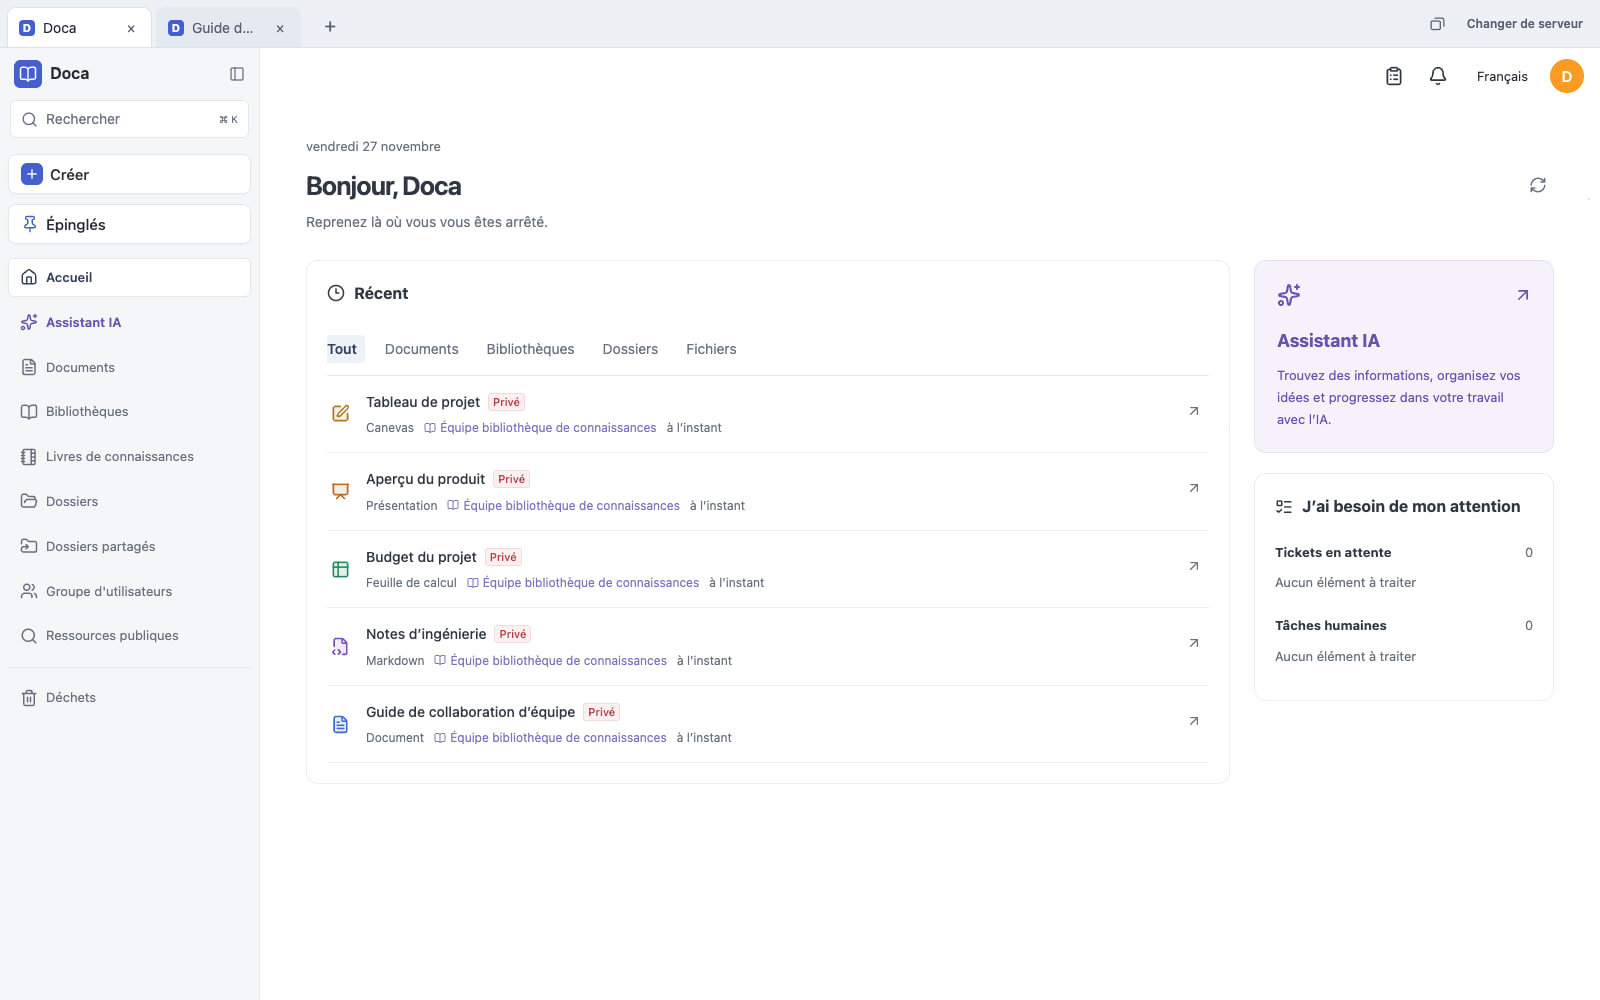 Doca
Guide d...
Changer de serveur
Doca
Rechercher
⌘ K
Créer
Épinglés
Accueil
Assistant IA
Documents
Bibliothèques
Livres de connaissances
Dossiers
Dossiers partagés
Groupe d'utilisateurs
Ressources publiques
Déchets
Français
D
vendredi 27 novembre
Bonjour, Doca
Reprenez là où vous vous êtes arrêté.
Récent
Tout Documents Bibliothèques Dossiers Fichiers
Tableau de projet Privé
Canevas Équipe bibliothèque de connaissances à l’instant
Aperçu du produit Privé
Présentation Équipe bibliothèque de connaissances à l’instant
Budget du projet Privé
Feuille de calcul Équipe bibliothèque de connaissances à l’instant
Notes d’ingénierie Privé
Markdown Équipe bibliothèque de connaissances à l’instant
Guide de collaboration d’équipe Privé
Document Équipe bibliothèque de connaissances à l’instant
Assistant IA
Trouvez des informations, organisez vos
idées et progressez dans votre travail
avec l’IA.
J’ai besoin de mon attention
Tickets en attente 0
Aucun élément à traiter
Tâches humaines 0
Aucun élément à traiter